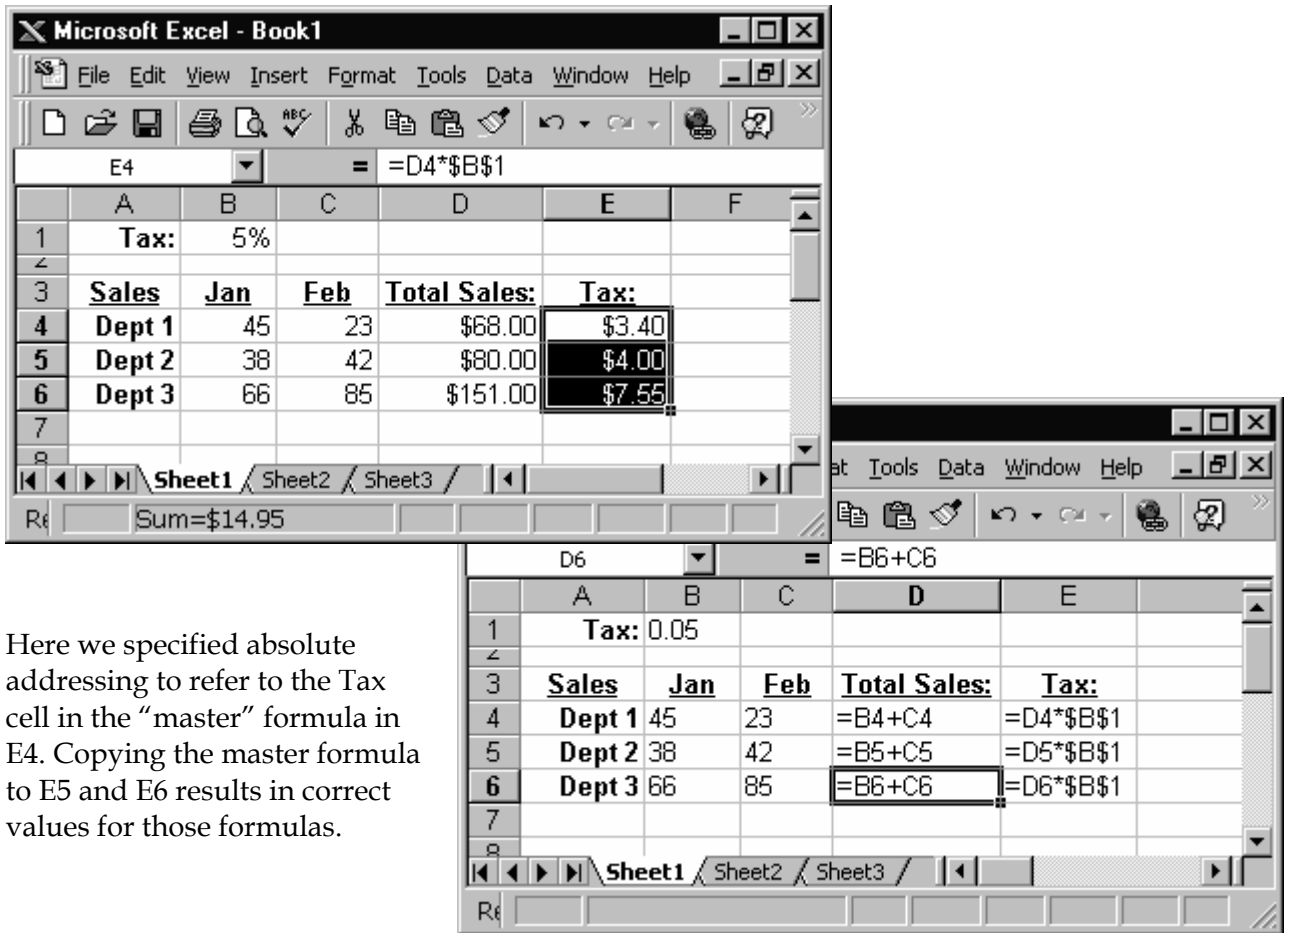 Microsoft Excel - Book1
File Edit View Insert Format Tools Data Window Help
ABC
E4 = =D4*$B$1
A B C D E F
1 Tax: 5%
2
3 Sales Jan Feb Total Sales: Tax:
4 Dept 1 45 23 $68.00 $3.40
5 Dept 2 38 42 $80.00 $4.00
6 Dept 3 66 85 $151.00 $7.55
7
8
Sheet1 Sheet2 Sheet3
Sum=$14.95
Tools Data Window Help
D6 = =B6+C6
A B C D E
1 Tax: 0.05
2
3 Sales Jan Feb Total Sales: Tax:
4 Dept 1 45 23 =B4+C4 =D4*$B$1
5 Dept 2 38 42 =B5+C5 =D5*$B$1
6 Dept 3 66 85 =B6+C6 =D6*$B$1
7
8
Sheet1 Sheet2 Sheet3
Here we specified absolute
addressing to refer to the Tax
cell in the “master” formula in
E4. Copying the master formula
to E5 and E6 results in correct
values for those formulas.